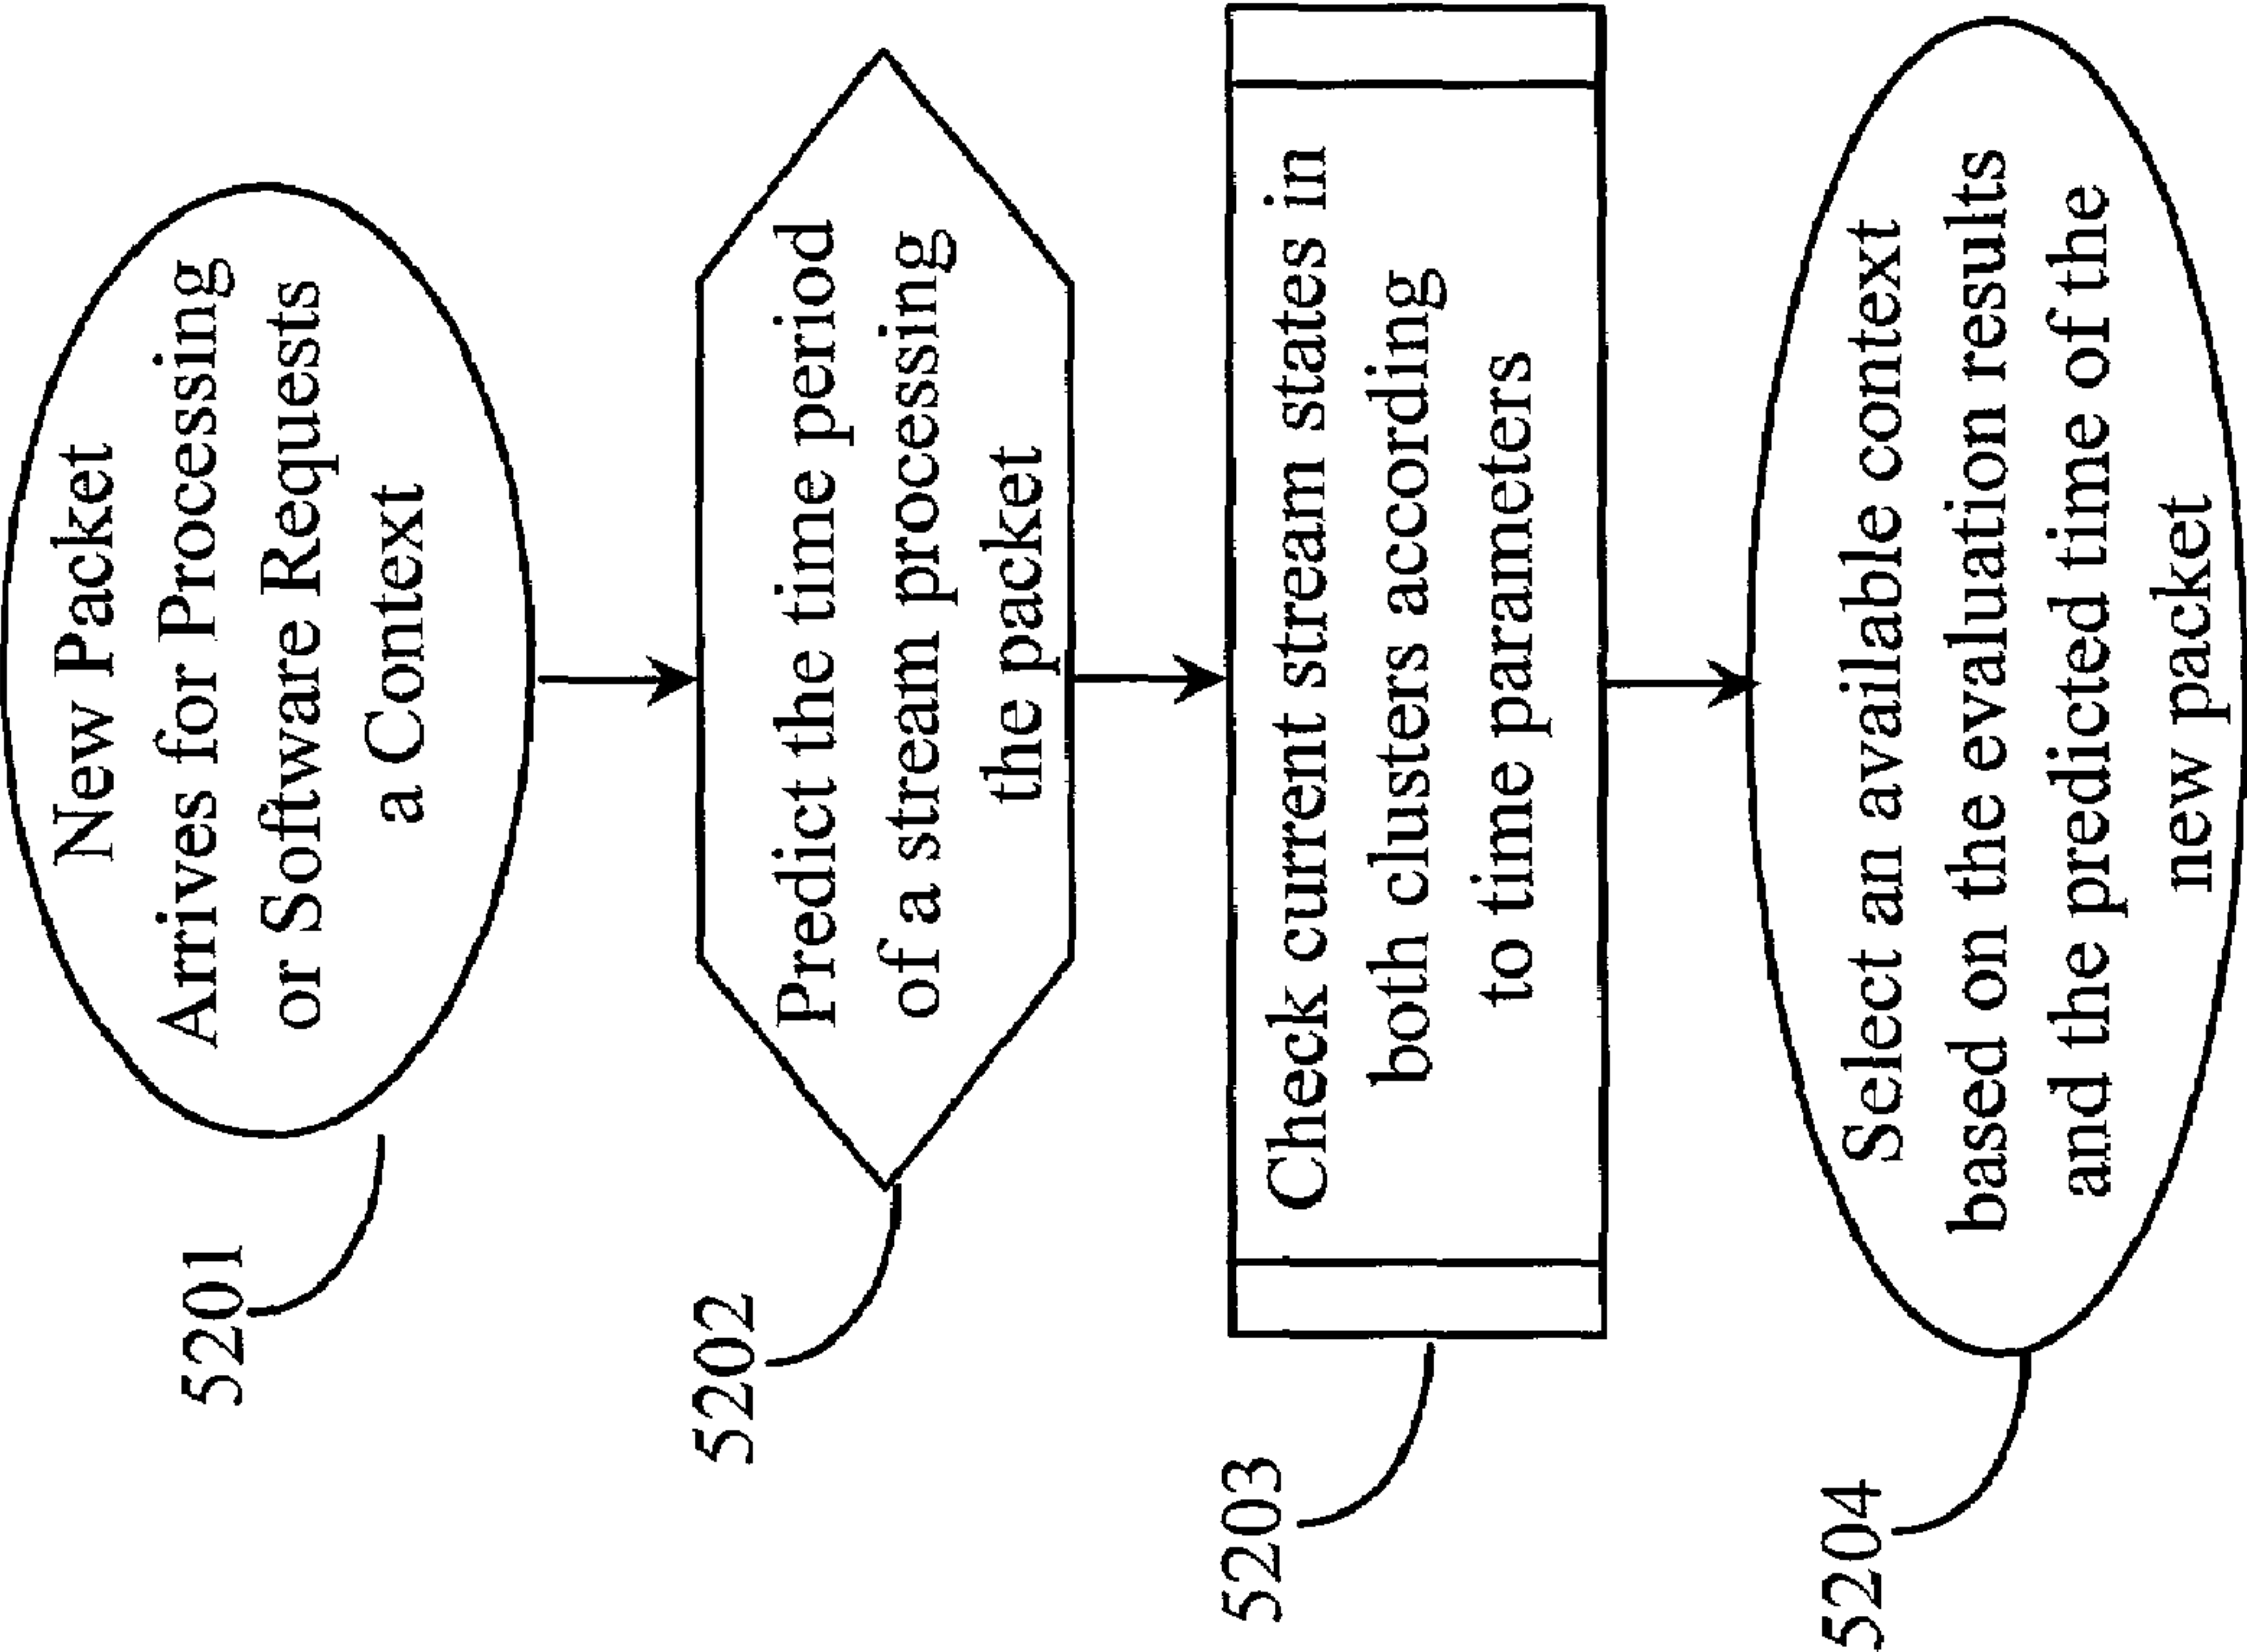 5201
New Packet
Arrives for Processing
or Software Requests
a Context
5202
Predict the time period
of a stream processing
the packet
5203
Check current stream states in
both clusters according
to time parameters
5204
Select an available context
based on the evaluation results
and the predicted time of the
new packet